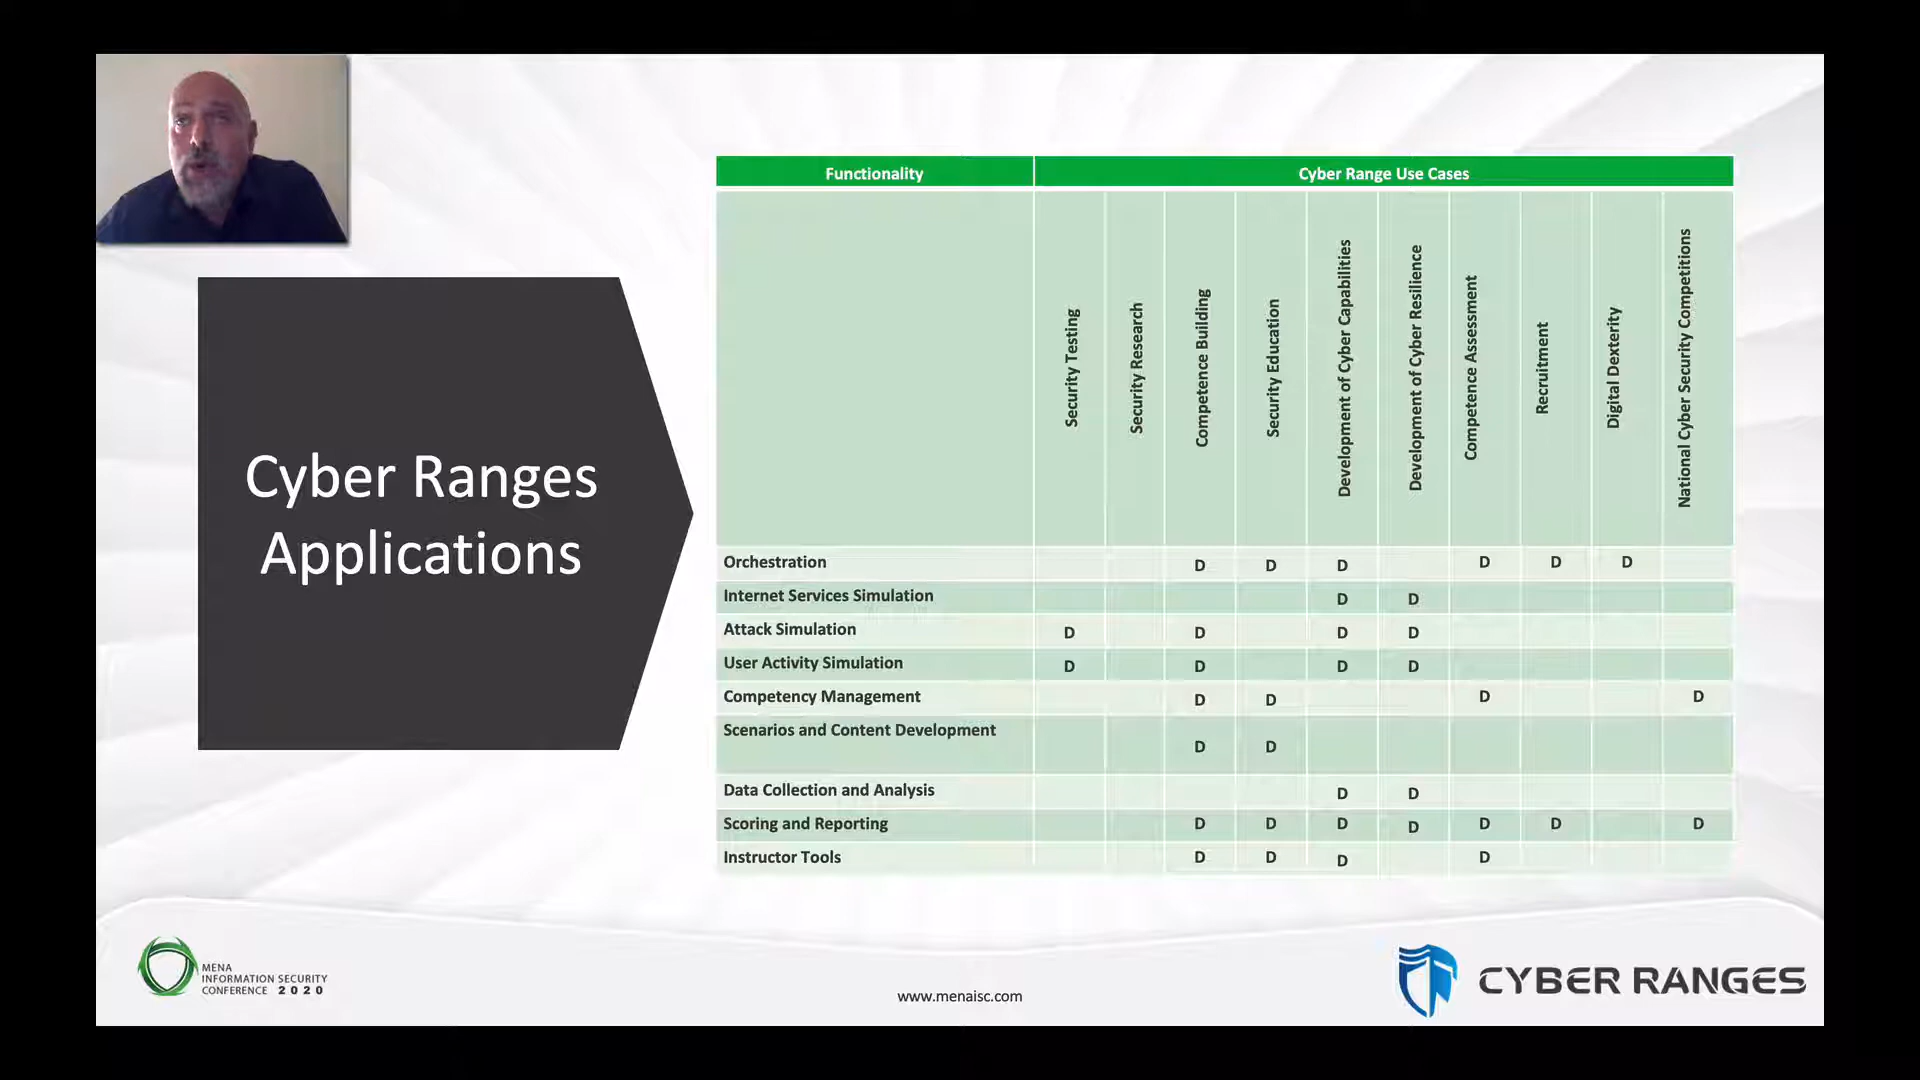 Cyber Ranges
Applications
Functionality Cyber Range Use Cases
Security Testing
Security Research
Competence Building
Security Education
Development of Cyber Capabilities
Development of Cyber Resilience
Competence Assessment
Recruitment
Digital Dexterity
National Cyber Security Competitions
Orchestration D D D D D D
Internet Services Simulation D D
Attack Simulation D D D D
User Activity Simulation D D D D
Competency Management D D D D
Scenarios and Content Development D D
Data Collection and Analysis D D
Scoring and Reporting D D D D D D D
Instructor Tools D D D D
MENA
INFORMATION SECURITY
CONFERENCE 2020
www.menaisc.com
CYBER RANGES